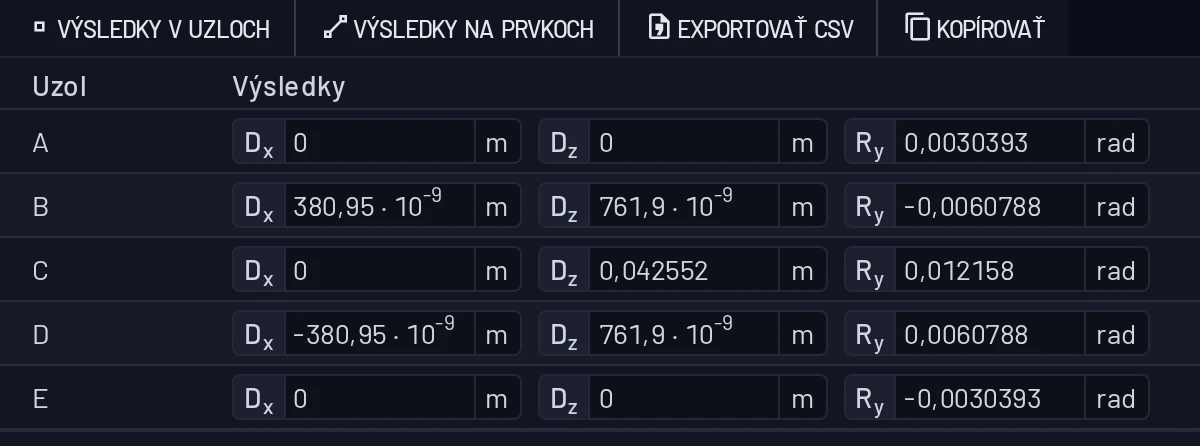 VÝSLEDKY V UZLOCH VÝSLEDKY NA PRVKOCH EXPORTOVAŤ CSV KOPÍROVAŤ
Uzol Výsledky
A Dx 0 m Dz 0 m Ry 0,0030393 rad
B Dx 380,95 · 10^-9 m Dz 761,9 · 10^-9 m Ry -0,0060788 rad
C Dx 0 m Dz 0,042552 m Ry 0,012158 rad
D Dx -380,95 · 10^-9 m Dz 761,9 · 10^-9 m Ry 0,0060788 rad
E Dx 0 m Dz 0 m Ry -0,0030393 rad